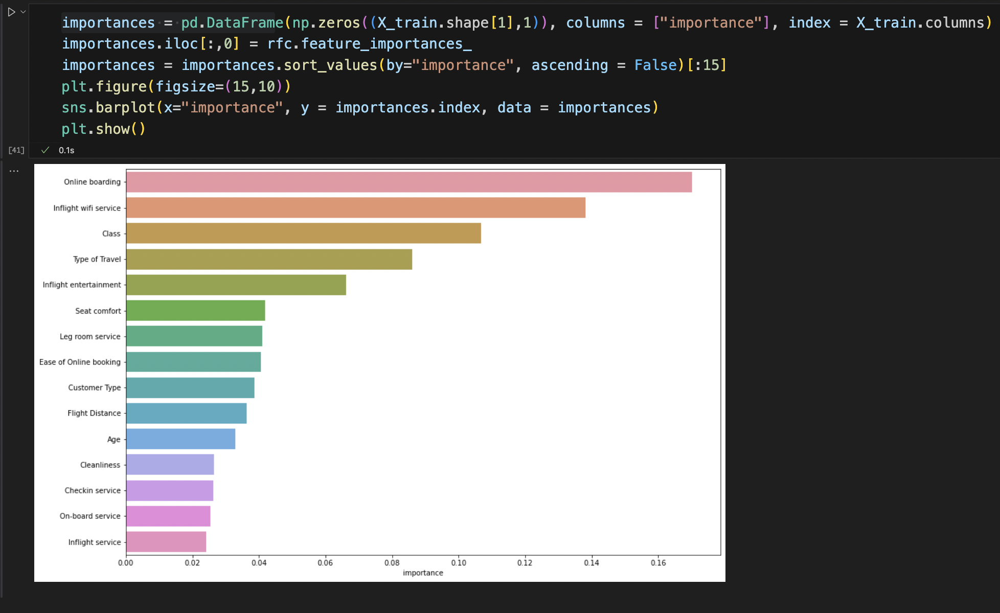 importances = pd.DataFrame(np.zeros((X_train.shape[1],1)), columns = ["importance"], index = X_train.columns)
importances.iloc[:,0] = rfc.feature_importances_
importances = importances.sort_values(by="importance", ascending = False)[:15]
plt.figure(figsize=(15,10))
sns.barplot(x="importance", y = importances.index, data = importances)
plt.show()
[41] 0.1s
Online boarding
Inflight wifi service
Class
Type of Travel
Inflight entertainment
Seat comfort
Leg room service
Ease of Online booking
Customer Type
Flight Distance
Age
Cleanliness
Checkin service
On-board service
Inflight service
0.00 0.02 0.04 0.06 0.08 0.10 0.12 0.14 0.16
importance